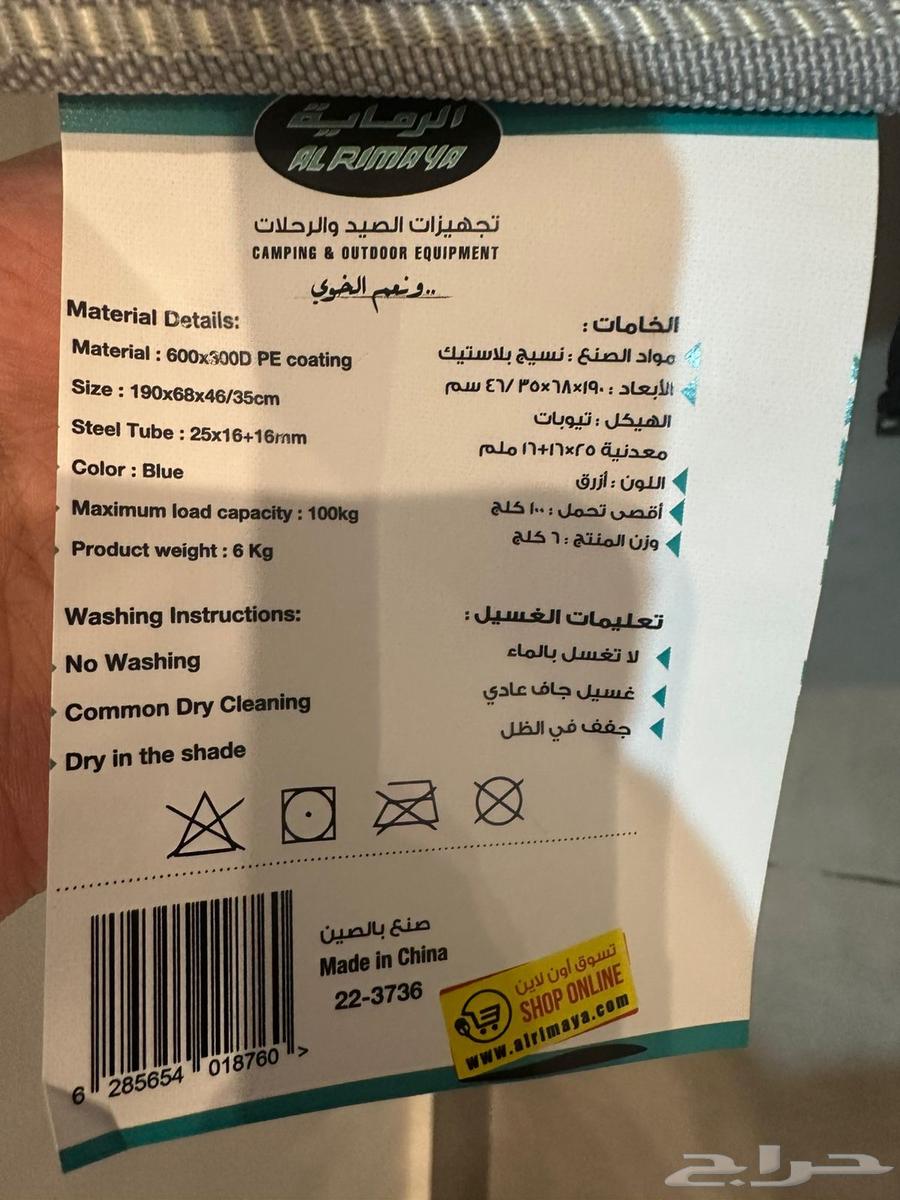 الرماية
AL RIMAYA
تجهيزات الصيد والرحلات
CAMPING & OUTDOOR EQUIPMENT
..ونعم الخوي
Material Details:
Material : 600x300D PE coating
Size : 190x68x46/35cm
Steel Tube : 25x16+16mm
Color : Blue
Maximum load capacity : 100kg
Product weight : 6 Kg
الخامات :
مواد الصنع : نسيج بلاستيك
الأبعاد : ١٩٠×٦٨×٣٥ /٤٦ سم
الهيكل : تيوبات
معدنية ٢٥×١٦+١٦ ملم
اللون : أزرق
أقصى تحمل : ١٠٠ كلج
وزن المنتج : ٦ كلج
Washing Instructions:
No Washing
Common Dry Cleaning
Dry in the shade
تعليمات الغسيل :
لا تغسل بالماء
غسيل جاف عادي
جفف في الظل
صنع بالصين
Made in China
22-3736
6 285654 018760 >
تسوق أون لاين
SHOP ONLINE
www.alrimaya.com
حراج